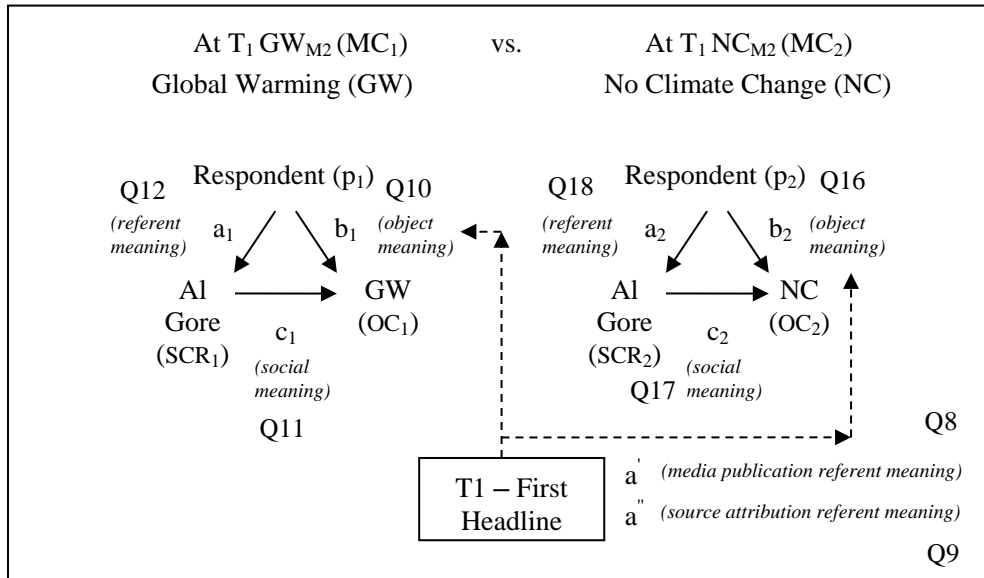 At T1 GWM2 (MC1) vs. At T1 NCM2 (MC2)
Global Warming (GW) No Climate Change (NC)
Respondent (p1) Respondent (p2)
Q12 Q10 Q18 Q16
(referent meaning) a1 b1 (object meaning) (referent meaning) a2 b2 (object meaning)
Al Gore (SCR1) GW (OC1) Al Gore (SCR2) NC (OC2)
c1 c2
(social meaning) Q17 (social meaning)
Q11
Q8
T1 – First Headline
a' (media publication referent meaning)
a" (source attribution referent meaning)
Q9